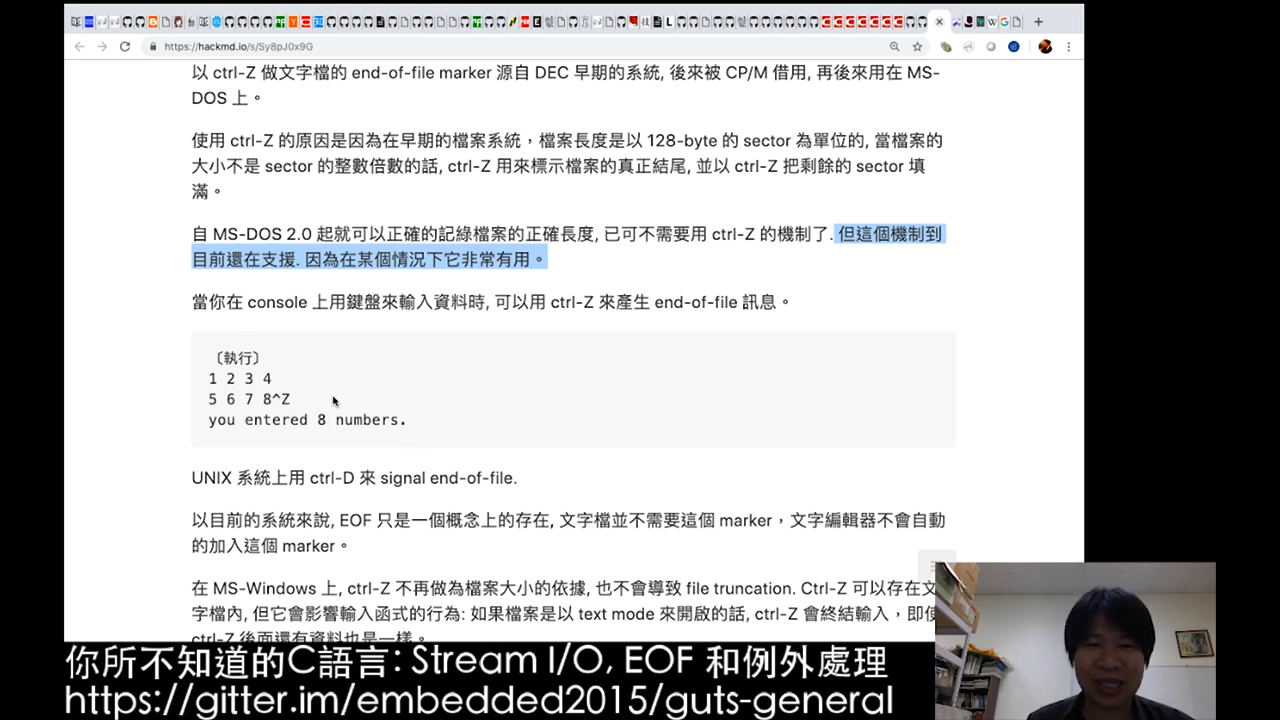 https://hackmd.io/s/Sy8pJ0x9G
以 ctrl-Z 做文字檔的 end-of-file marker 源自 DEC 早期的系統, 後來被 CP/M 借用, 再後來用在 MS-
DOS 上。
使用 ctrl-Z 的原因是因為在早期的檔案系統，檔案長度是以 128-byte 的 sector 為單位的, 當檔案的
大小不是 sector 的整數倍數的話, ctrl-Z 用來標示檔案的真正結尾, 並以 ctrl-Z 把剩餘的 sector 填
滿。
自 MS-DOS 2.0 起就可以正確的記錄檔案的正確長度, 已可不需要用 ctrl-Z 的機制了. 但這個機制到
目前還在支援. 因為在某個情況下它非常有用。
當你在 console 上用鍵盤來輸入資料時, 可以用 ctrl-Z 來產生 end-of-file 訊息。
〔執行〕
1 2 3 4
5 6 7 8^Z
you entered 8 numbers.
UNIX 系統上用 ctrl-D 來 signal end-of-file.
以目前的系統來說, EOF 只是一個概念上的存在, 文字檔並不需要這個 marker，文字編輯器不會自動
的加入這個 marker。
在 MS-Windows 上, ctrl-Z 不再做為檔案大小的依據, 也不會導致 file truncation. Ctrl-Z 可以存在文
字檔內, 但它會影響輸入函式的行為: 如果檔案是以 text mode 來開啟的話, ctrl-Z 會終結輸入，即使
ctrl-Z 後面還有資料也是一樣。
你所不知道的C語言: Stream I/O, EOF 和例外處理
https://gitter.im/embedded2015/guts-general